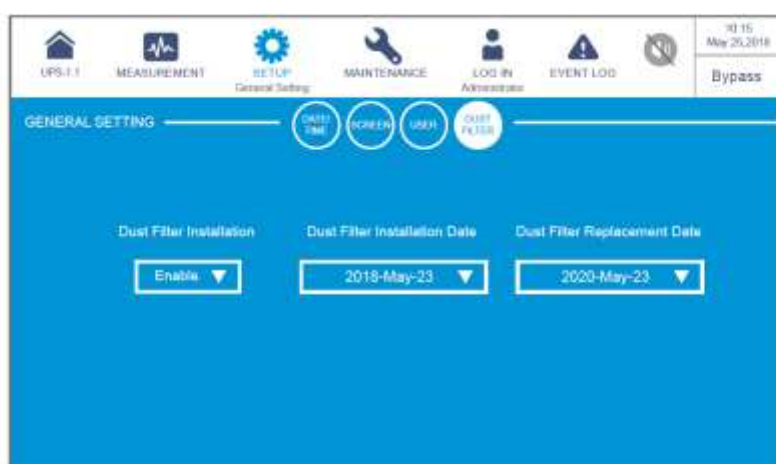 10:15
May 25,2018
UPS-1.1
MEASUREMENT
SETUP
MAINTENANCE
LOG IN
EVENT LOG
Bypass
General Setting
Administrator
GENERAL SETTING
DATE/
TIME
SCREEN
USER
DUST
FILTER
Dust Filter Installation
Dust Filter Installation Date
Dust Filter Replacement Date
Enable
2018-May-23
2020-May-23